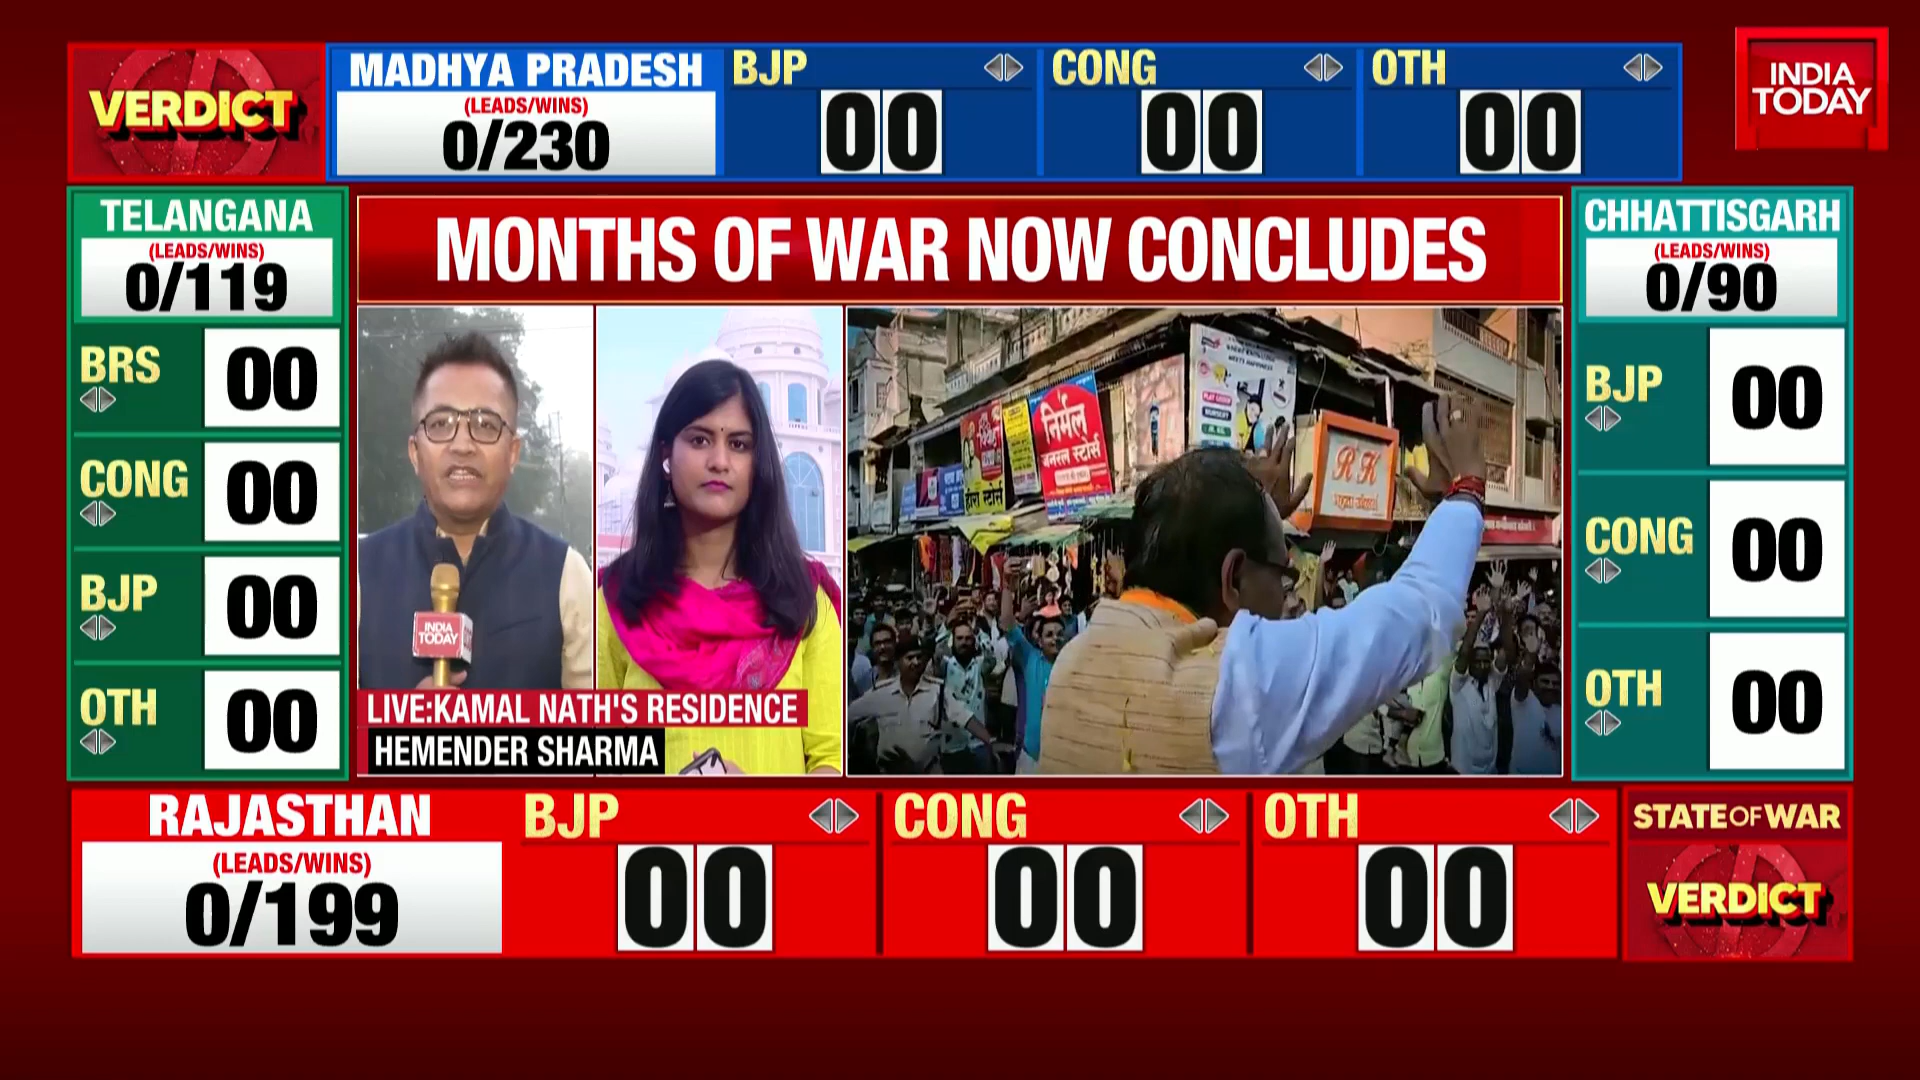 VERDICT
MADHYA PRADESH
(LEADS/WINS)
0/230
BJP
00
CONG
00
OTH
00
INDIA
TODAY
TELANGANA
(LEADS/WINS)
0/119
BRS
00
CONG
00
BJP
00
OTH
00
MONTHS OF WAR NOW CONCLUDES
INDIA
TODAY
निर्मल
जनरल स्टोर्स
RK
LIVE:KAMAL NATH'S RESIDENCE
HEMENDER SHARMA
CHHATTISGARH
(LEADS/WINS)
0/90
BJP
00
CONG
00
OTH
00
RAJASTHAN
(LEADS/WINS)
0/199
BJP
00
CONG
00
OTH
00
STATE OF WAR
VERDICT